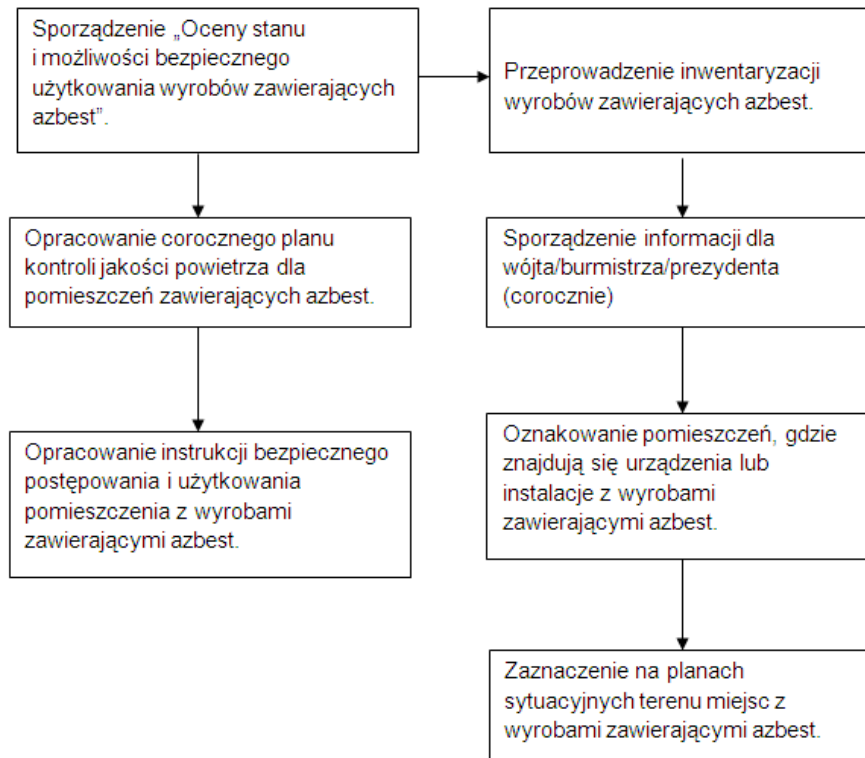 Sporządzenie „Oceny stanu
i możliwości bezpiecznego
użytkowania wyrobów zawierających
azbest”.
Przeprowadzenie inwentaryzacji
wyrobów zawierających azbest.
Opracowanie corocznego planu
kontroli jakości powietrza dla
pomieszczeń zawierających azbest.
Sporządzenie informacji dla
wójta/burmistrza/prezydenta
(corocznie)
Opracowanie instrukcji bezpiecznego
postępowania i użytkowania
pomieszczenia z wyrobami
zawierającymi azbest.
Oznakowanie pomieszczeń, gdzie
znajdują się urządzenia lub
instalacje z wyrobami
zawierającymi azbest.
Zaznaczenie na planach
sytuacyjnych terenu miejsc z
wyrobami zawierającymi azbest.